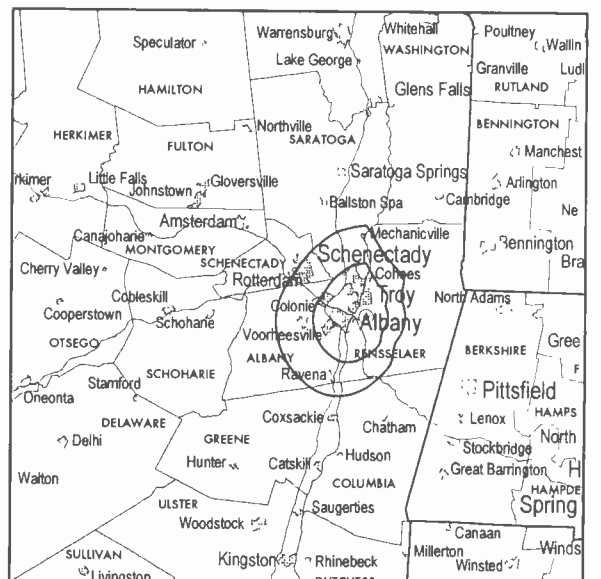 Warrensburg
Whitehall
Poultney
Speculator
WASHINGTON
Wallin
Lake George
Granville
Ludl
HAMILTON
Glens Falls
RUTLAND
Northville
BENNINGTON
HERKIMER
FULTON
SARATOGA
Manchest
rkimer
Little Falls
Gloversville
Saratoga Springs
Arlington
Johnstown
Ballston Spa
Cambridge
Ne
Amsterdam
Canajoharie
Mechanicville
Bennington
MONTGOMERY
Schenectady
SCHENECTADY
Bra
Cherry Valley
Rotterdam
Cohoes
Cobleskill
Colonie
Troy
North Adams
Cooperstown
Schoharie
Albany
OTSEGO
Voorheesville
Gree
ALBANY
RENSSELAER
BERKSHIRE
SCHOHARIE
Ravena
F
Stamford
Oneonta
Pittsfield
Coxsackie
Chatham
Lenox
HAMPS
DELAWARE
Delhi
GREENE
North
Stockbridge
Hunter
Catskill
Hudson
Great Barrington
H
Walton
COLUMBIA
HAMPDE
ULSTER
Saugerties
Spring
Woodstock
Canaan
SULLIVAN
Kingston
Rhinebeck
Millerton
Winds
Livingston
Winsted
DUTCHESS